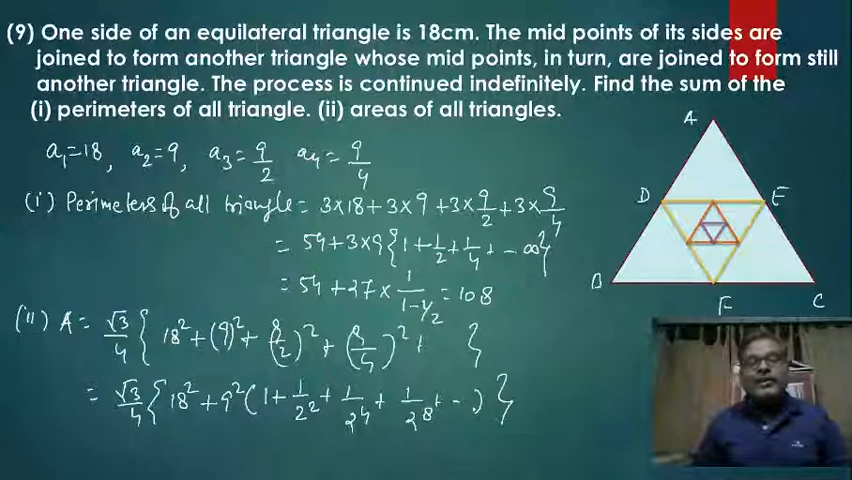 (9) One side of an equilateral triangle is 18cm. The mid points of its sides are
joined to form another triangle whose mid points, in turn, are joined to form still
another triangle. The process is continued indefinitely. Find the sum of the
(i) perimeters of all triangle. (ii) areas of all triangles.
a₁=18, a₂=9, a₃=9/2 a₄=9/4
(i) Perimeters of all triangle = 3×18+3×9+3×9/2+3×9/4
= 54+3×9{1+1/2+1/4+---∞}
= 54+27×1/(1-1/2)=108
(ii) A = √3/4{18²+(9)²+(9/2)²+(9/4)²+ }
= √3/4{18²+9²(1+1/2²+1/2⁴+1/2⁸+--.)}
A
D E
B F C